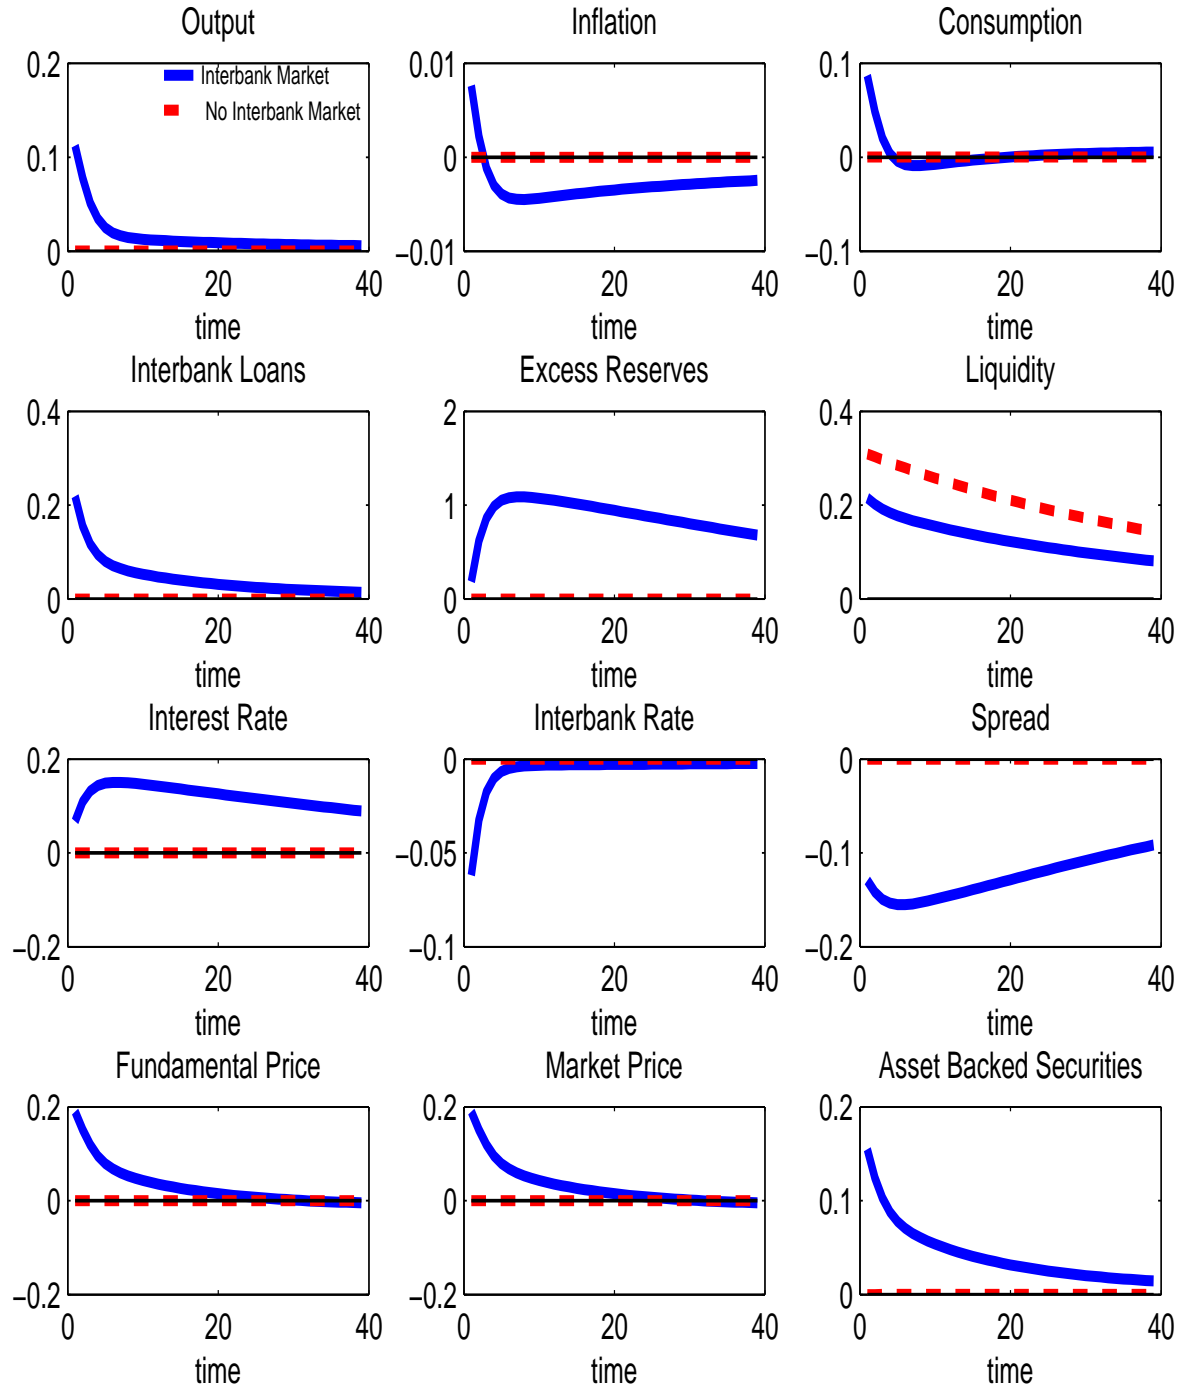 Output Inflation Consumption
0.2 0.01 0.1
Interbank Market
No Interbank Market
0.1 0 0
0 −0.01 −0.1
0 20 40 0 20 40 0 20 40
time time time
Interbank Loans Excess Reserves Liquidity
0.4 2 0.4
0.2 1 0.2
0 0 0
0 20 40 0 20 40 0 20 40
time time time
Interest Rate Interbank Rate Spread
0.2 0 0
0 −0.05 −0.1
−0.2 −0.1 −0.2
0 20 40 0 20 40 0 20 40
time time time
Fundamental Price Market Price Asset Backed Securities
0.2 0.2 0.2
0 0 0.1
−0.2 −0.2 0
0 20 40 0 20 40 0 20 40
time time time